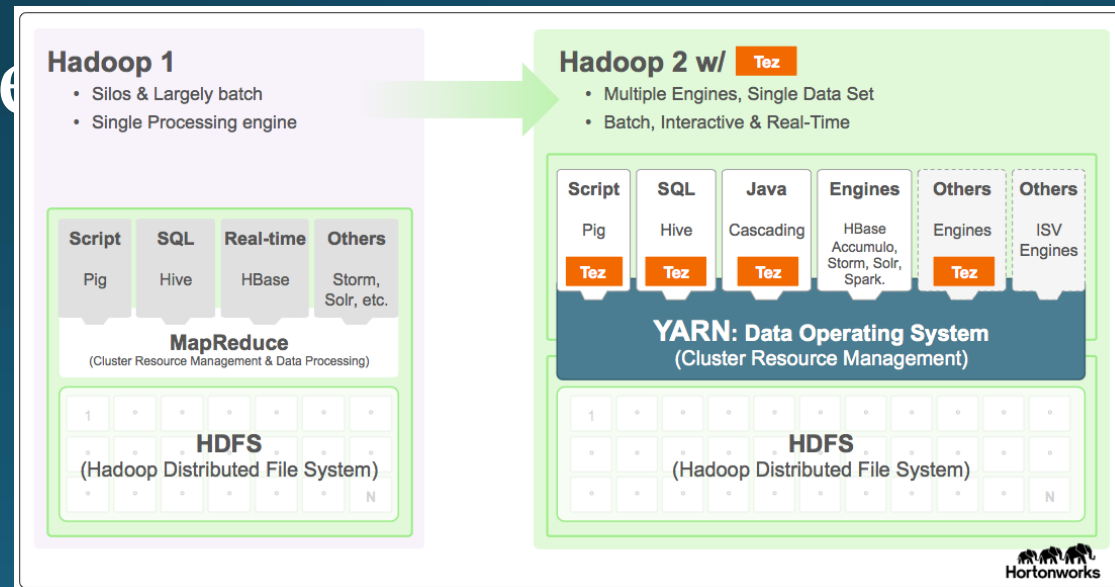 Hadoop 1
• Silos & Largely batch
• Single Processing engine
Script
Pig
SQL
Hive
Real-time
HBase
Others
Storm,
Solr, etc.
MapReduce
(Cluster Resource Management & Data Processing)
1
HDFS
(Hadoop Distributed File System)
N
Hadoop 2 w/ Tez
• Multiple Engines, Single Data Set
• Batch, Interactive & Real-Time
Script
Pig
Tez
SQL
Hive
Tez
Java
Cascading
Tez
Engines
HBase
Accumulo,
Storm, Solr,
Spark.
Others
Engines
Tez
Others
ISV
Engines
YARN: Data Operating System
(Cluster Resource Management)
1
HDFS
(Hadoop Distributed File System)
N
Hortonworks